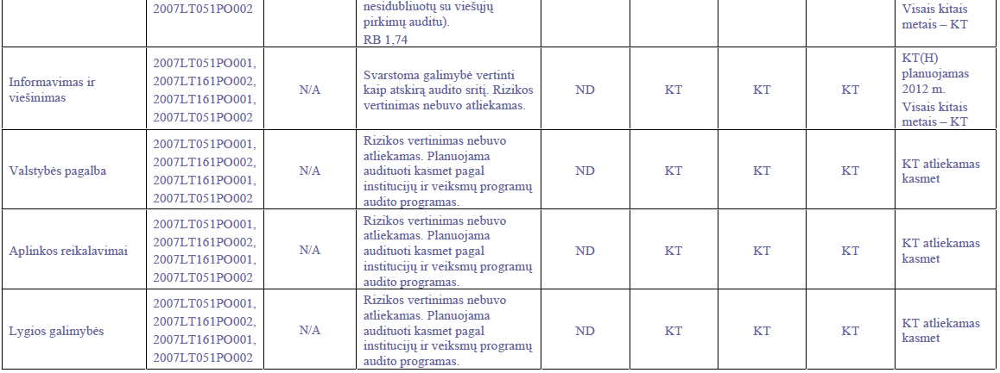 2007LT051PO002
nesidubliuotų su viešųjų
pirkimų auditu).
RB 1,74
Visais kitais
metais – KT
Informavimas ir
viešinimas
2007LT051PO001,
2007LT161PO002,
2007LT161PO001,
2007LT051PO002
N/A
Svarstoma galimybė vertinti
kaip atskirą audito sritį. Rizikos
vertinimas nebuvo atliekamas.
ND
KT
KT
KT
KT(H)
planuojamas
2012 m.
Visais kitais
metais – KT
Valstybės pagalba
2007LT051PO001,
2007LT161PO002,
2007LT161PO001,
2007LT051PO002
N/A
Rizikos vertinimas nebuvo
atliekamas. Planuojama
audituoti kasmet pagal
institucijų ir veiksmų programų
audito programas.
ND
KT
KT
KT
KT atliekamas
kasmet
Aplinkos reikalavimai
2007LT051PO001,
2007LT161PO002,
2007LT161PO001,
2007LT051PO002
N/A
Rizikos vertinimas nebuvo
atliekamas. Planuojama
audituoti kasmet pagal
institucijų ir veiksmų programų
audito programas.
ND
KT
KT
KT
KT atliekamas
kasmet
Lygios galimybės
2007LT051PO001,
2007LT161PO002,
2007LT161PO001,
2007LT051PO002
N/A
Rizikos vertinimas nebuvo
atliekamas. Planuojama
audituoti kasmet pagal
institucijų ir veiksmų programų
audito programas.
ND
KT
KT
KT
KT atliekamas
kasmet